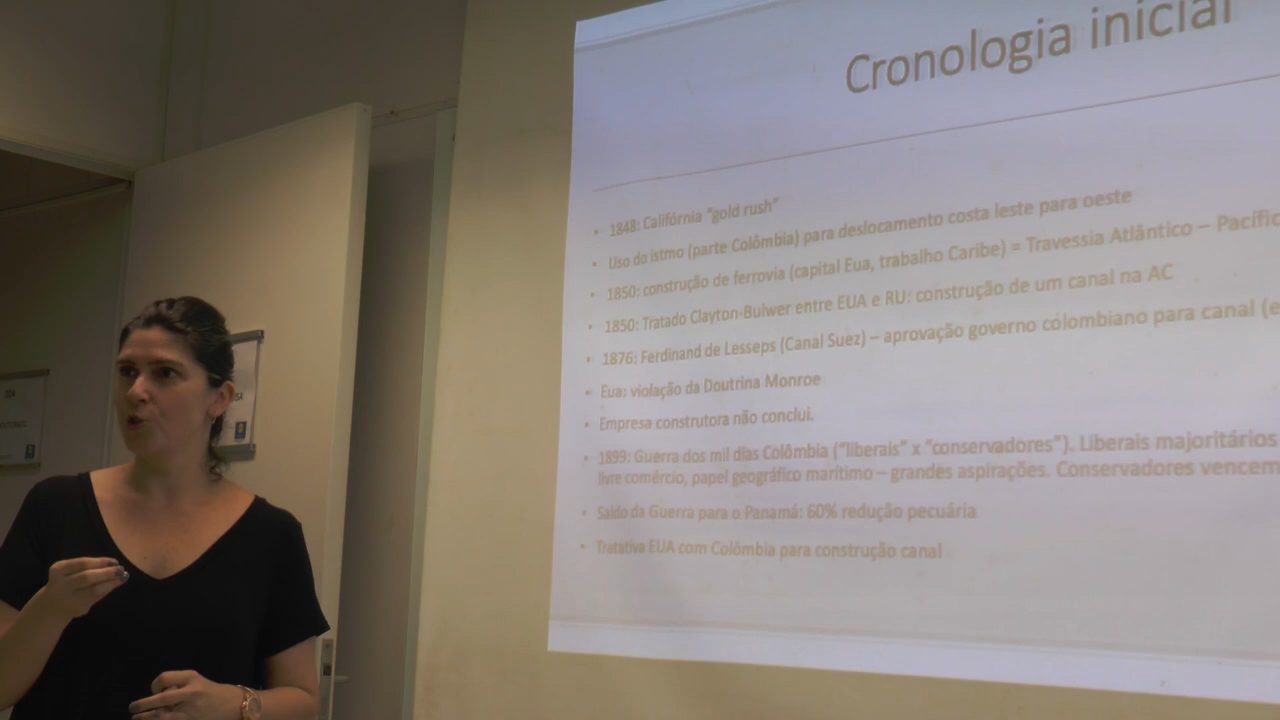 Cronologia inicial
• 1848: Califórnia "gold rush"
• Uso do istmo (parte Colômbia) para deslocamento costa leste para oeste
• 1850: construção de ferrovia (capital Eua, trabalho Caribe) = Travessia Atlântico – Pacífic
• 1850: Tratado Clayton-Bulwer entre EUA e RU: construção de um canal na AC
• 1876: Ferdinand de Lesseps (Canal Suez) – aprovação governo colombiano para canal (e
• Eua: violação da Doutrina Monroe
• Empresa construtora não conclui.
• 1899: Guerra dos mil dias Colômbia ("liberais" x "conservadores"). Liberais majoritários
livre comércio, papel geográfico marítimo – grandes aspirações. Conservadores vencem
• Saldo da Guerra para o Panamá: 60% redução pecuária
• Tratativa EUA com Colômbia para construção canal